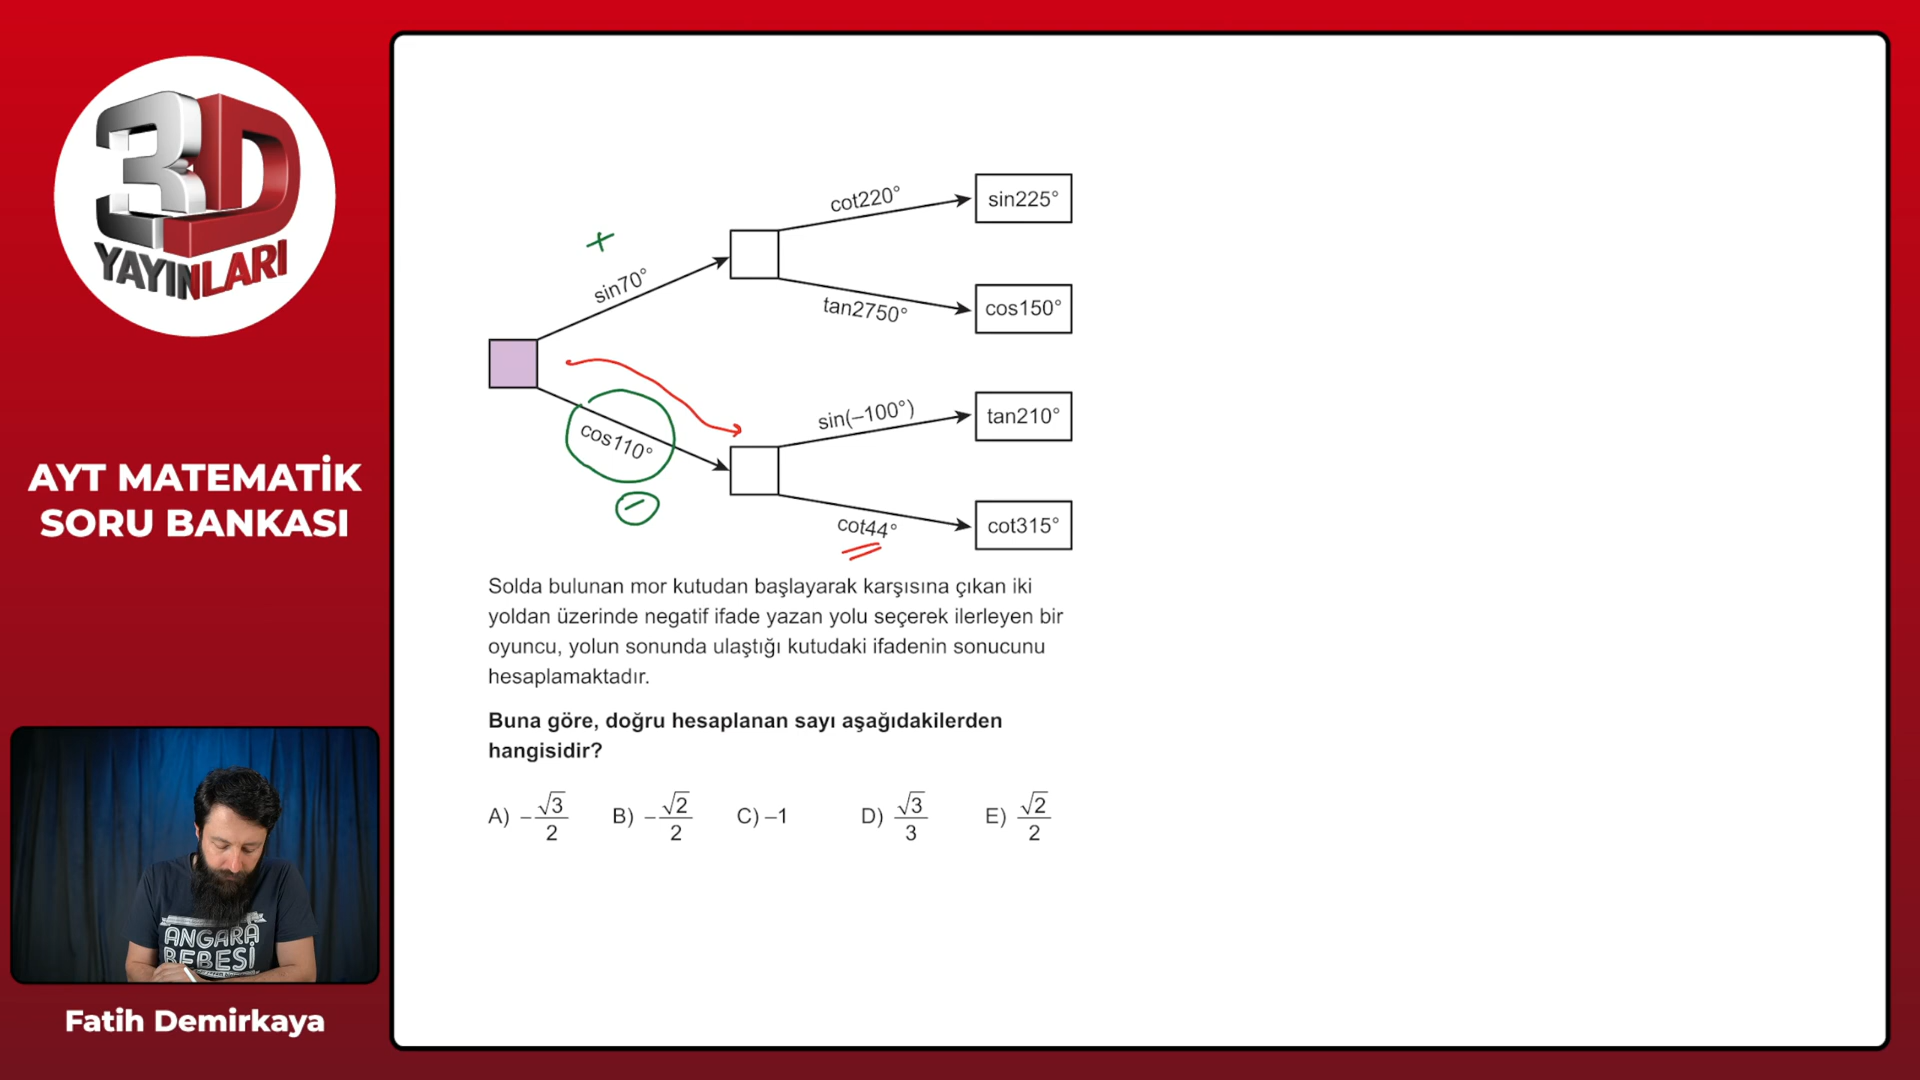 3D
YAYINLARI
AYT MATEMATİK
SORU BANKASI
ANGARA
BEBESİ
Fatih Demirkaya
+
sin70°
cos110°
−
cot220°
tan2750°
sin(–100°)
cot44°
sin225°
cos150°
tan210°
cot315°
Solda bulunan mor kutudan başlayarak karşısına çıkan iki
yoldan üzerinde negatif ifade yazan yolu seçerek ilerleyen bir
oyuncu, yolun sonunda ulaştığı kutudaki ifadenin sonucunu
hesaplamaktadır.
Buna göre, doğru hesaplanan sayı aşağıdakilerden
hangisidir?
A) -√3/2 B) -√2/2 C) –1 D) √3/3 E) √2/2